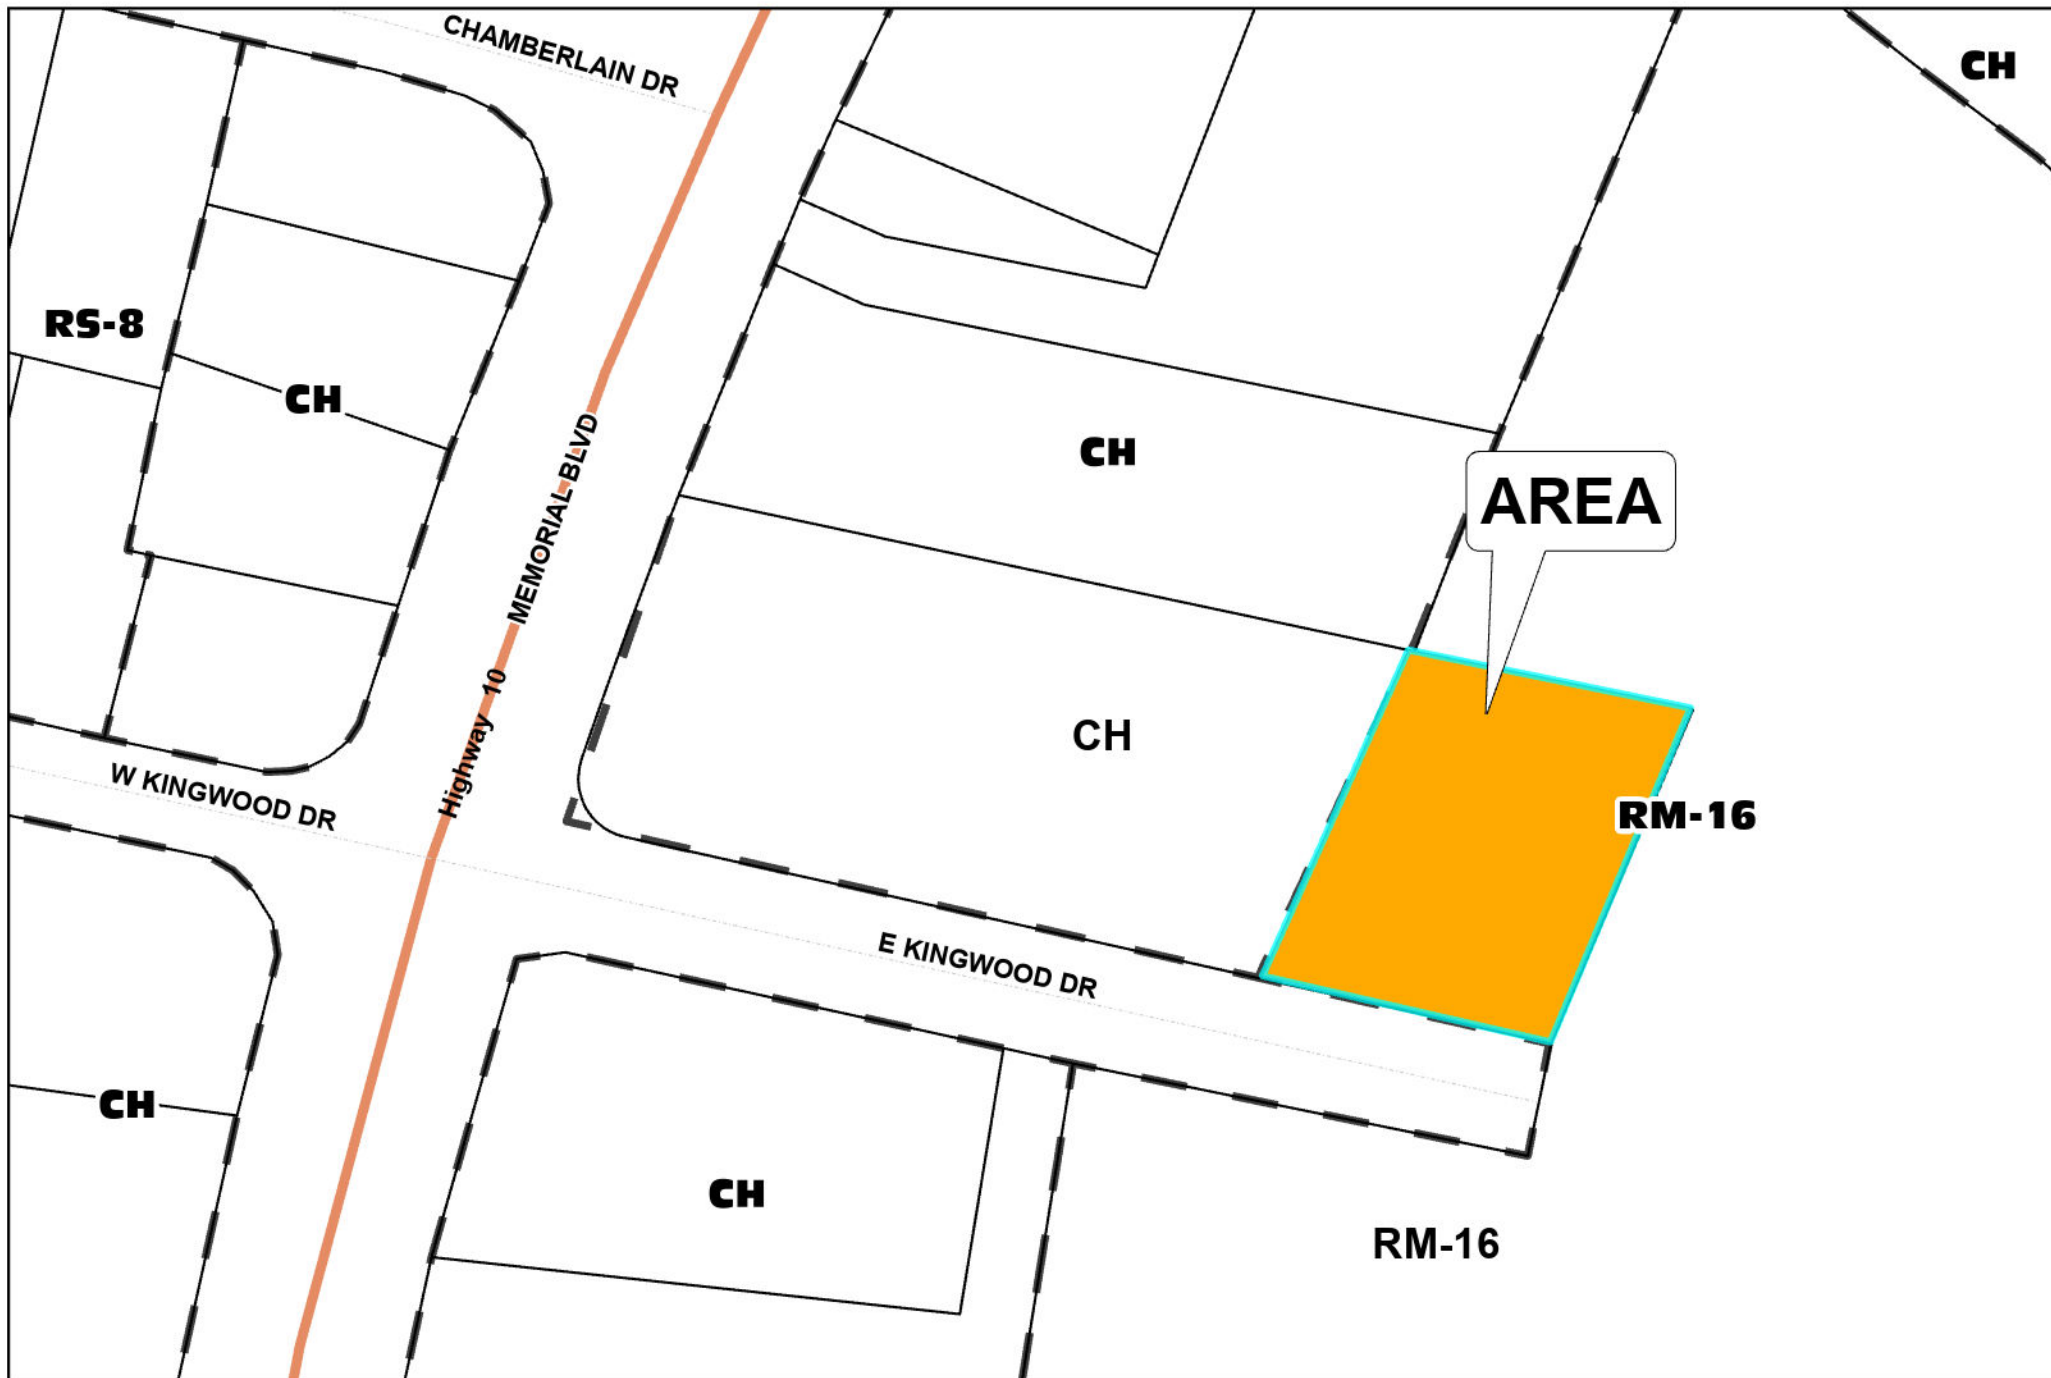 CHAMBERLAIN DR
CH
RS-8
CH
MEMORIAL BLVD
CH
AREA
Highway 10
CH
W KINGWOOD DR
RM-16
E KINGWOOD DR
CH
CH
RM-16